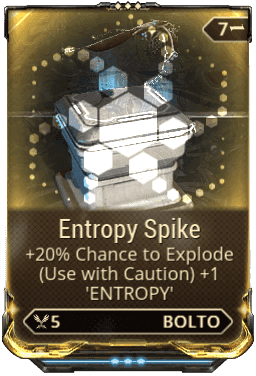 7
Entropy Spike
+20% Chance to Explode
(Use with Caution) +1
'ENTROPY'
5 BOLTO